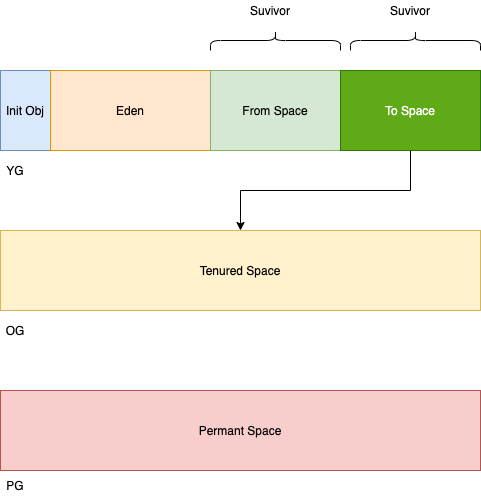 Suvivor
Suvivor
Init Obj
Eden
From Space
To Space
YG
Tenured Space
OG
Permant Space
PG